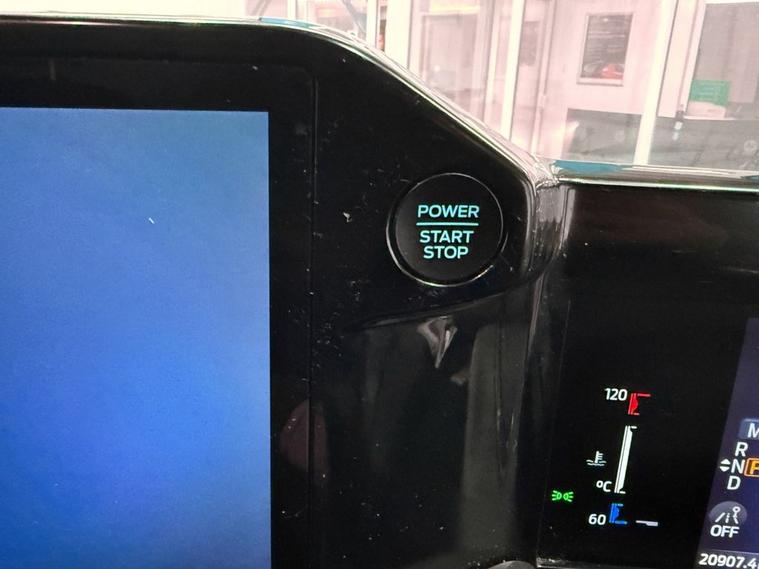 POWER
START
STOP
120
°C
60
M
R
N P
D
OFF
20907.4